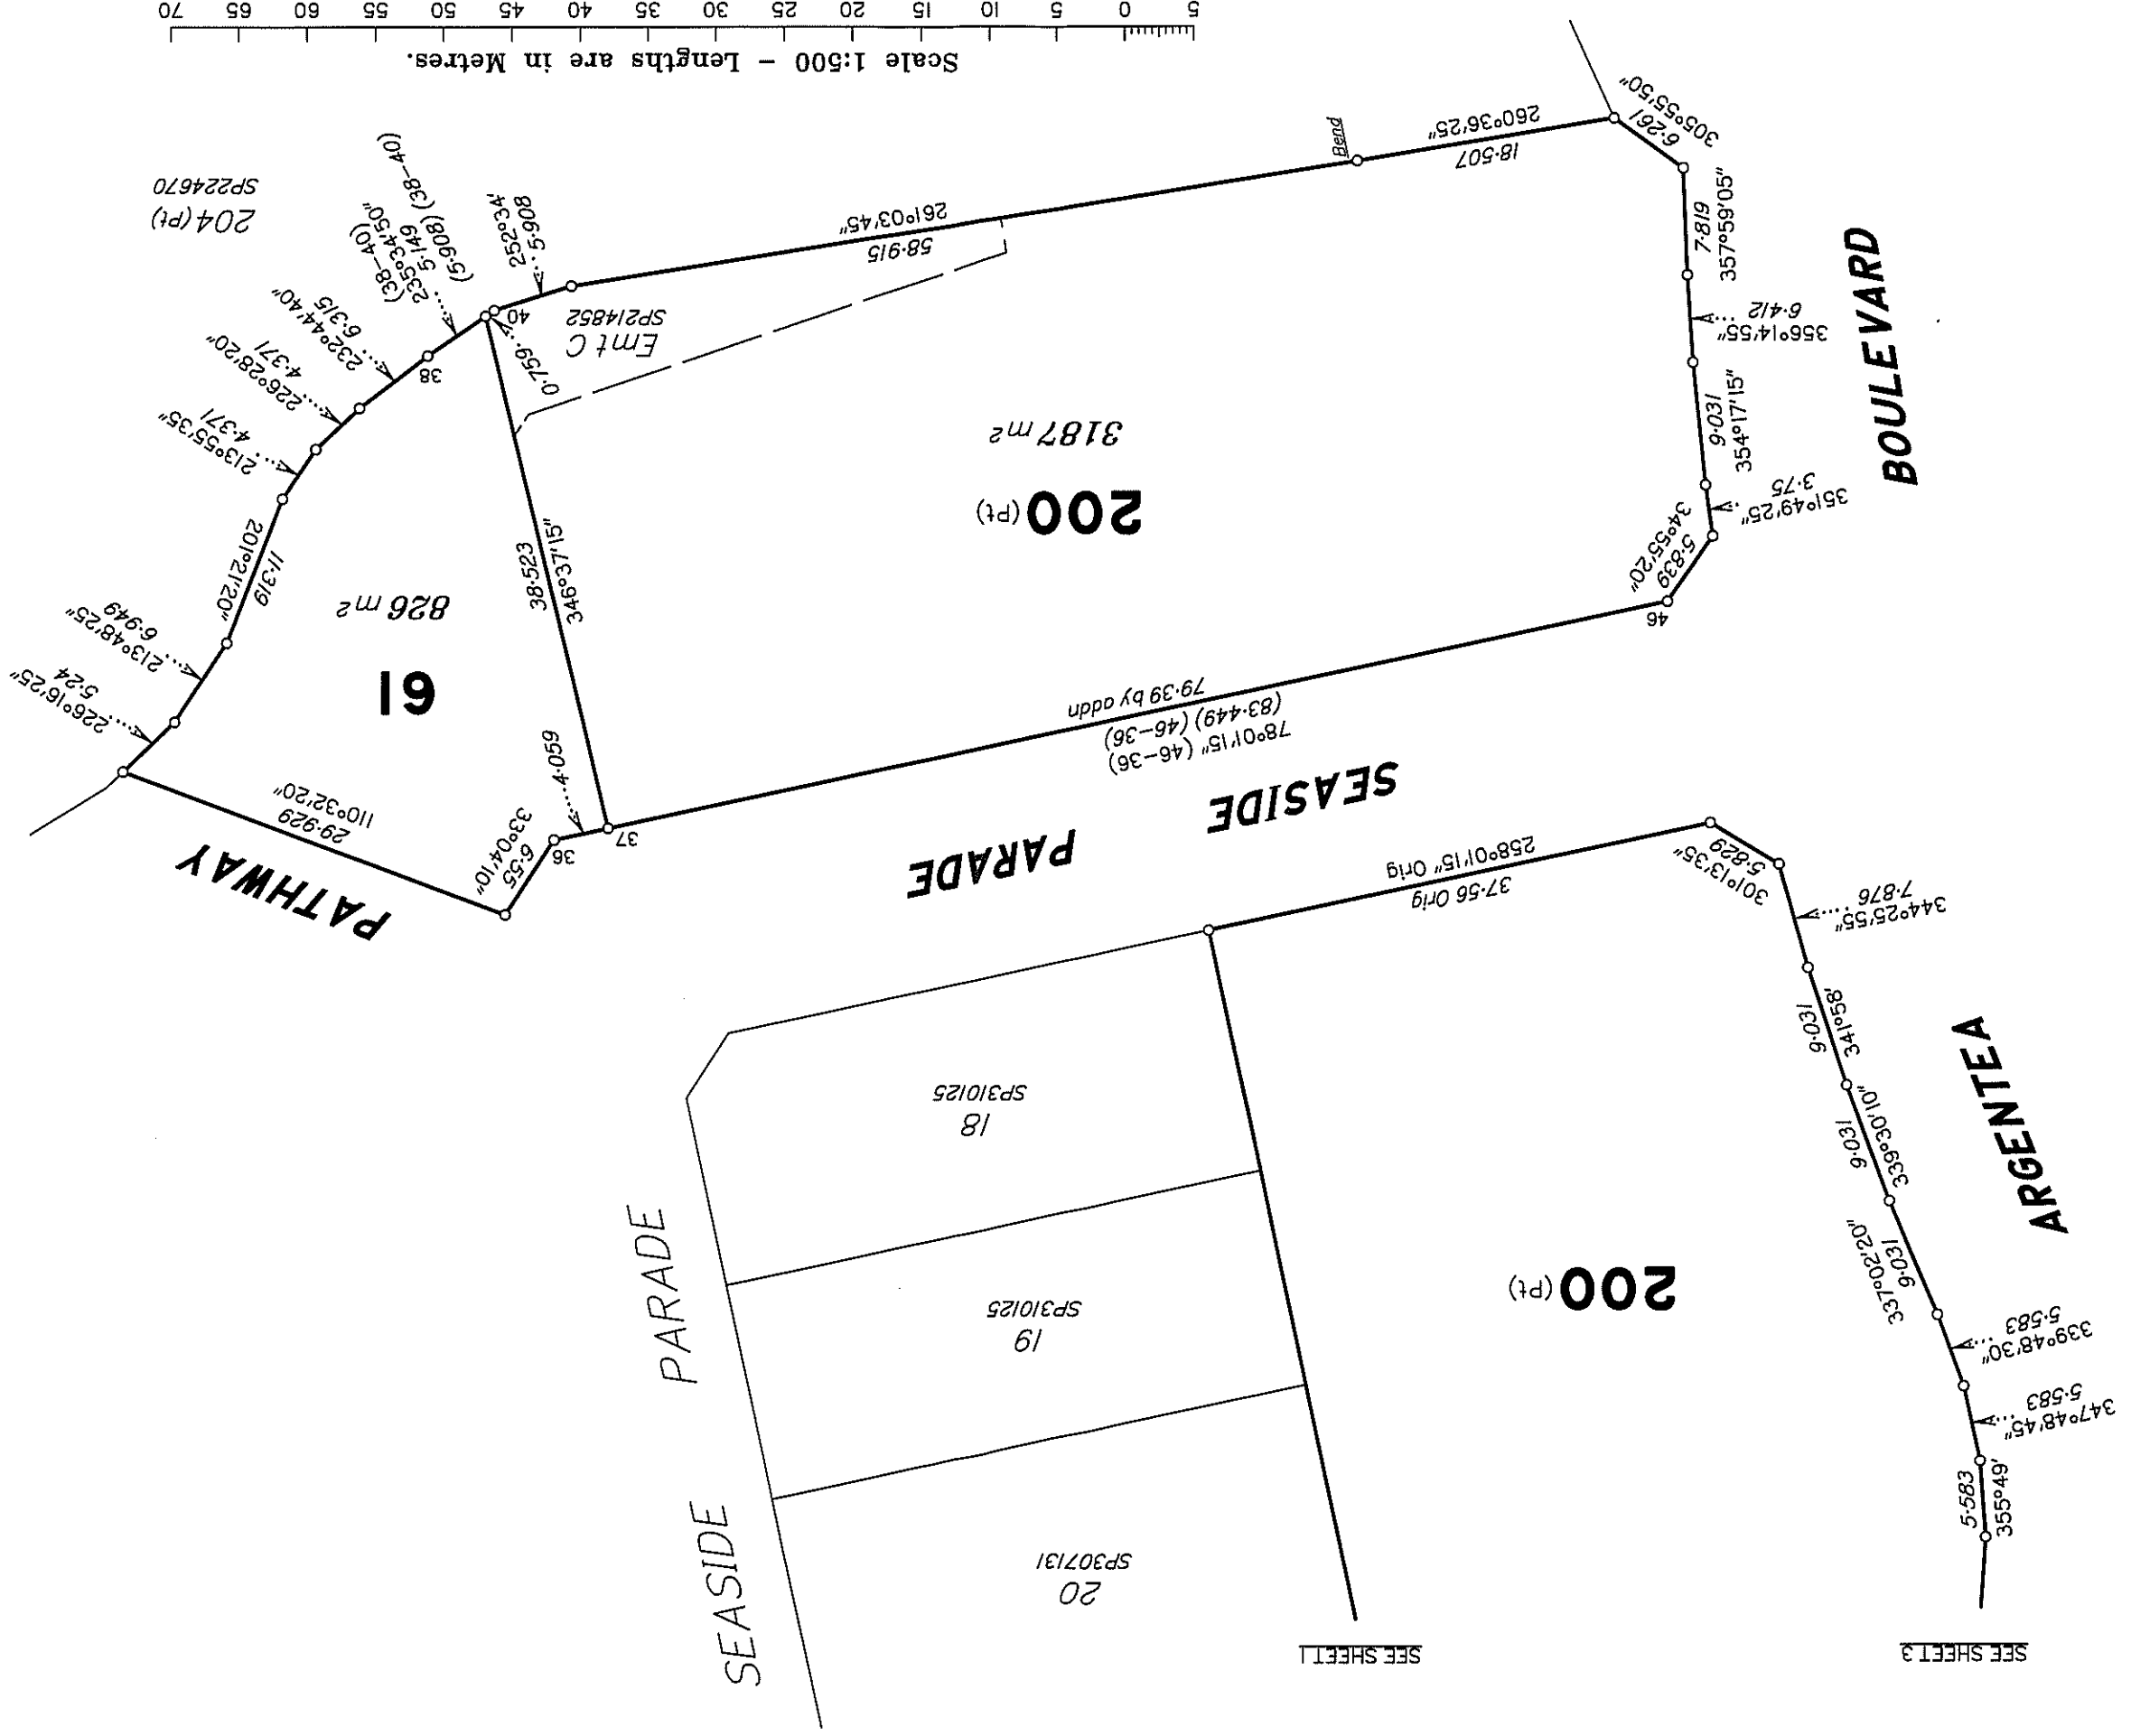 SEE SHEET 3
SEE SHEET 1
355°49'
5·583
347°48'45"
5·583
339°48'30"
5·583
337°02'20"
9·031
339°30'10"
9·031
341°58'
9·031
344°25'55"
7·876
301°13'35"
5·829
ARGENTEA
BOULEVARD
200 (Pt)
20
SP307131
19
SP310125
18
SP310125
SEASIDE PARADE
258°01'15" Orig
37·56 Orig
SEASIDE PARADE
PATHWAY
78°01'15" (46-36)
(83·449) (46-36)
79·39 by addn
46
37
36
4·059
33°04'10"
6·55
110°32'20"
29·929
226°16'25"
5·24
213°48'25"
6·949
201°21'20"
11·319
213°55'35"
4·371
226°28'20"
4·371
232°44'40"
6·315
38
(38-40)
235°34'50"
5·149
(5·908) (38-40)
61
826 m²
346°37'15"
38·523
34°55'20"
5·839
351°49'25"
3·75
354°17'15"
9·031
356°14'55"
6·412
357°59'05"
7·819
305°55'50"
6·261
200 (Pt)
3187 m²
Emt C
SP214852
0·759
40
252°34'
5·908
58·915
261°03'45"
Bend
18·507
260°36'25"
204 (Pt)
SP224670
Scale 1:500 – Lengths are in Metres.
5 0 5 10 15 20 25 30 35 40 45 50 55 60 65 70